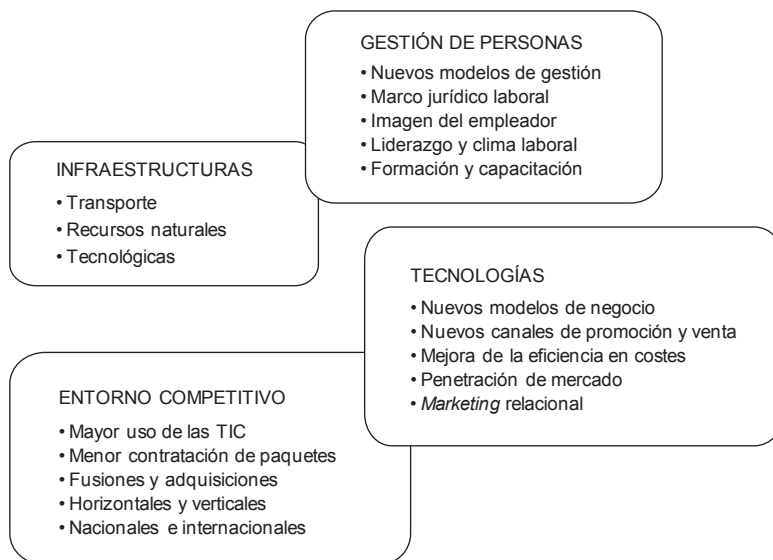 GESTIÓN DE PERSONAS
• Nuevos modelos de gestión
• Marco jurídico laboral
• Imagen del empleador
• Liderazgo y clima laboral
• Formación y capacitación
INFRAESTRUCTURAS
• Transporte
• Recursos naturales
• Tecnológicas
TECNOLOGÍAS
• Nuevos modelos de negocio
• Nuevos canales de promoción y venta
• Mejora de la eficiencia en costes
• Penetración de mercado
• Marketing relacional
ENTORNO COMPETITIVO
• Mayor uso de las TIC
• Menor contratación de paquetes
• Fusiones y adquisiciones
• Horizontales y verticales
• Nacionales e internacionales